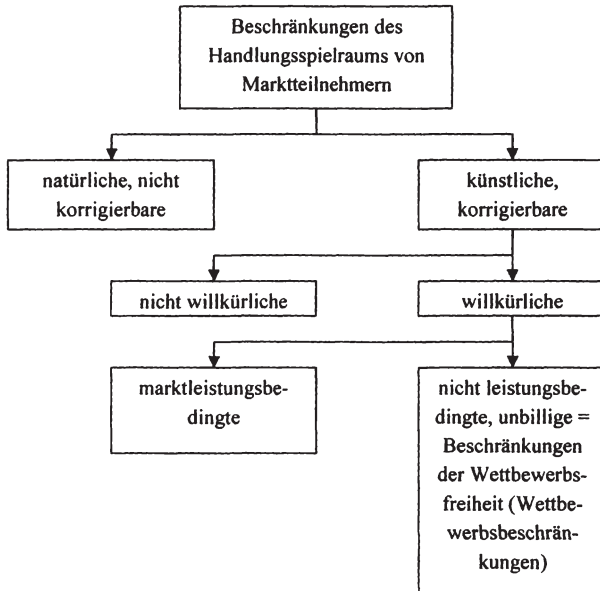 Beschränkungen des
Handlungsspielraums von
Marktteilnehmern
natürliche, nicht
korrigierbare
künstliche,
korrigierbare
nicht willkürliche
willkürliche
marktleistungsbe-
dingte
nicht leistungsbe-
dingte, unbillige =
Beschränkungen
der Wettbewerbs-
freiheit (Wettbe-
werbsbeschrän-
kungen)